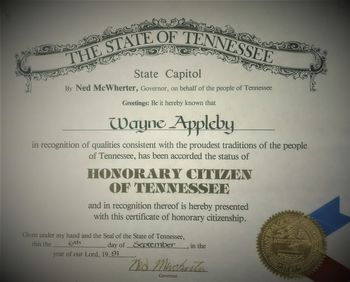 THE STATE OF TENNESSEE
State Capitol
By Ned McWherter, Governor, on behalf of the people of Tennessee
Greetings: Be it hereby known that
Wayne Appleby
in recognition of qualities consistent with the proudest traditions of the people
of Tennessee, has been accorded the status of
HONORARY CITIZEN
OF TENNESSEE
and in recognition thereof is hereby presented
with this certificate of honorary citizenship.
Given under my hand and the Seal of the State of Tennessee,
this the 6th day of September, in the
year of our Lord, 19
Ned McWherter
Governor